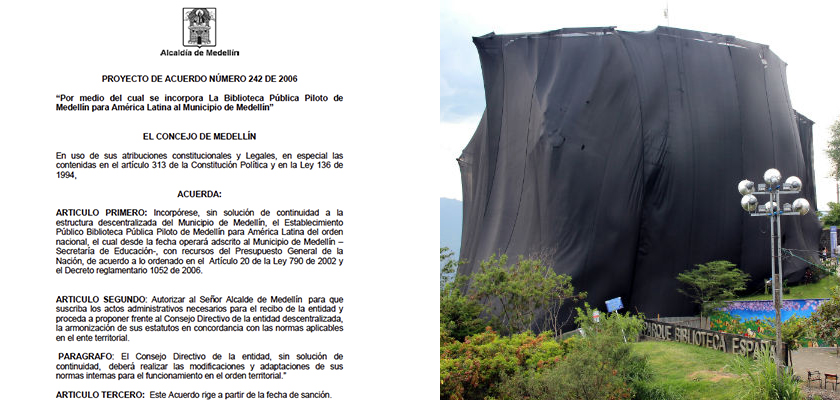 Alcaldía de Medellín
PROYECTO DE ACUERDO NÚMERO 242 DE 2006
“Por medio del cual se incorpora La Biblioteca Pública Piloto de
Medellín para América Latina al Municipio de Medellín”
EL CONCEJO DE MEDELLÍN
En uso de sus atribuciones constitucionales y Legales, en especial las
contenidas en el artículo 313 de la Constitución Política y en la Ley 136 de
1994,
ACUERDA:
ARTICULO PRIMERO: Incorpórese, sin solución de continuidad a la
estructura descentralizada del Municipio de Medellín, el Establecimiento
Público Biblioteca Pública Piloto de Medellín para América Latina del orden
nacional, el cual desde la fecha operará adscrito al Municipio de Medellín –
Secretaría de Educación-, con recursos del Presupuesto General de la
Nación, de acuerdo a lo ordenado en el Artículo 20 de la Ley 790 de 2002 y
el Decreto reglamentario 1052 de 2006.
ARTICULO SEGUNDO: Autorizar al Señor Alcalde de Medellín para que
suscriba los actos administrativos necesarios para el recibo de la entidad y
proceda a proponer frente al Consejo Directivo de la entidad descentralizada,
la armonización de sus estatutos en concordancia con las normas aplicables
en el ente territorial.
PARAGRAFO: El Consejo Directivo de la entidad, sin solución de
continuidad, deberá realizar las modificaciones y adaptaciones de sus
normas internas para el funcionamiento en el orden territorial.”
ARTICULO TERCERO: Este Acuerdo rige a partir de la fecha de sanción.
PARQUE BIBLIOTECA ESPAÑA